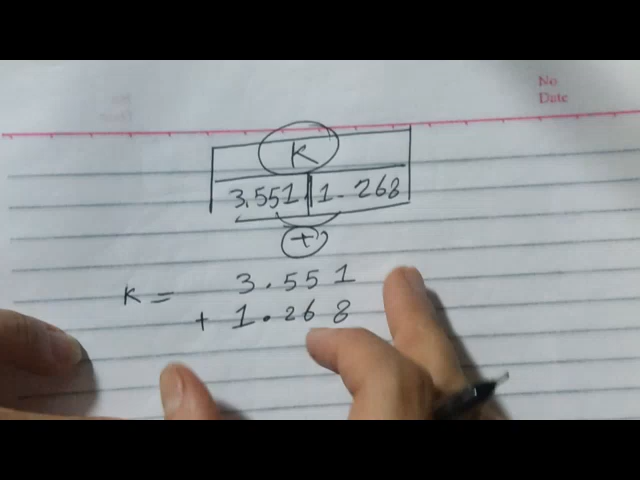 No
Date
K
3.551 1.268
+
K = 3.551
+ 1.268